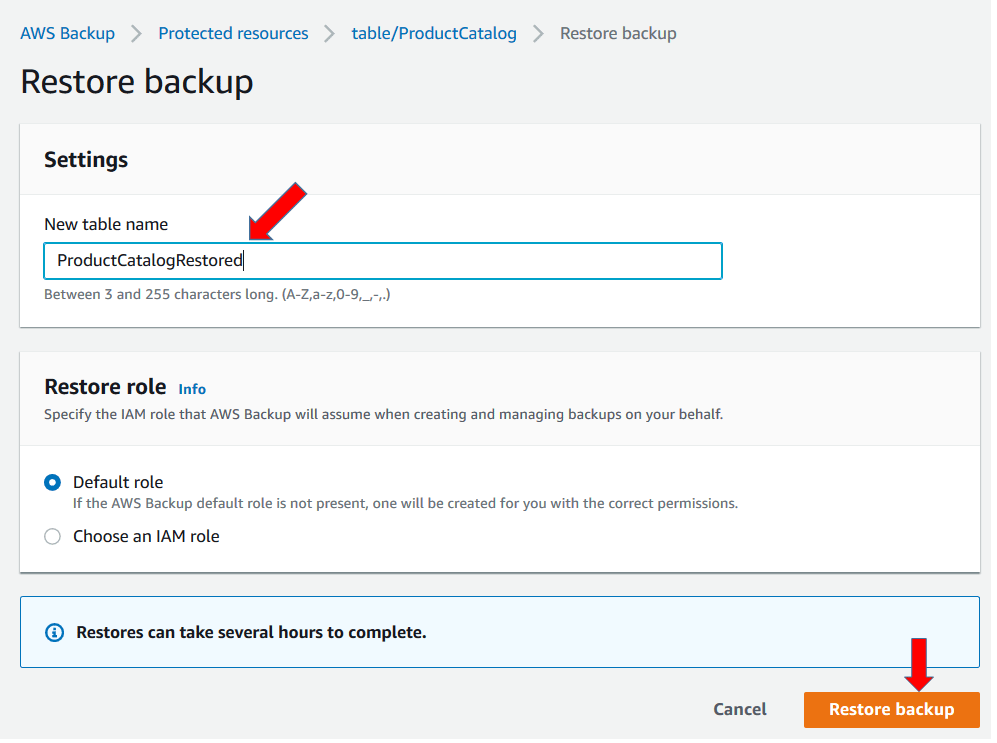 AWS Backup > Protected resources > table/ProductCatalog > Restore backup
Restore backup
Settings
New table name
ProductCatalogRestored
Between 3 and 255 characters long. (A-Z,a-z,0-9,_,-,.)
Restore role Info
Specify the IAM role that AWS Backup will assume when creating and managing backups on your behalf.
Default role
If the AWS Backup default role is not present, one will be created for you with the correct permissions.
Choose an IAM role
Restores can take several hours to complete.
Cancel Restore backup